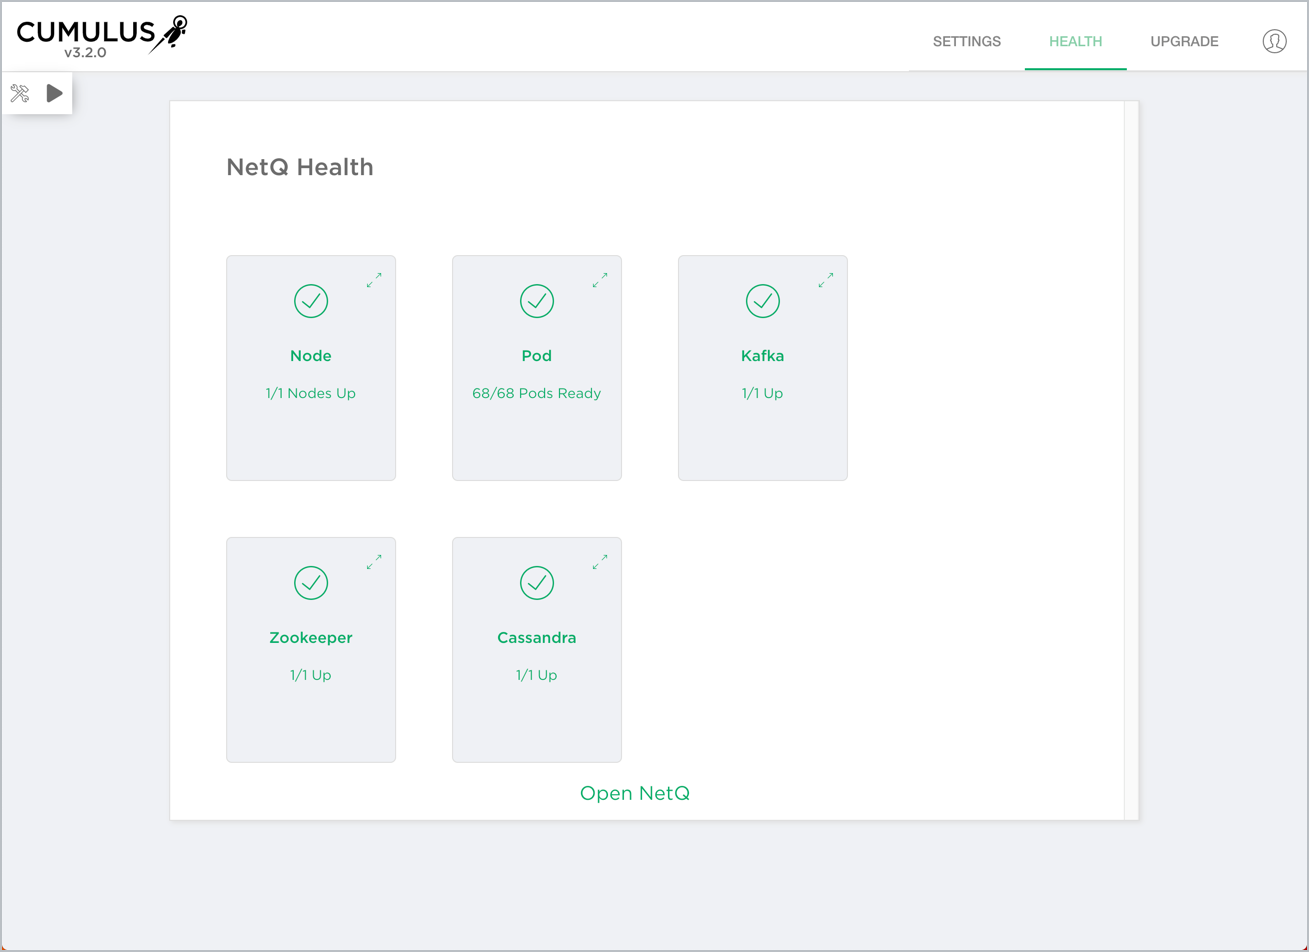 CUMULUS
v3.2.0
SETTINGS
HEALTH
UPGRADE
NetQ Health
Node
1/1 Nodes Up
Pod
68/68 Pods Ready
Kafka
1/1 Up
Zookeeper
1/1 Up
Cassandra
1/1 Up
Open NetQ